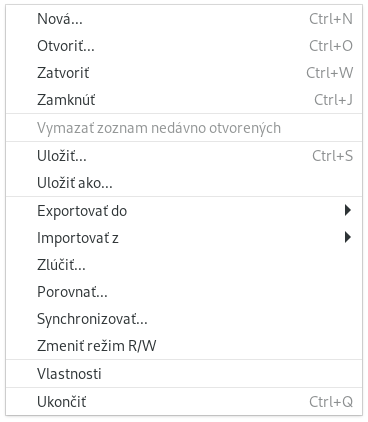 Nová... Ctrl+N
Otvoriť... Ctrl+O
Zatvoriť Ctrl+W
Zamknúť Ctrl+J
Vymazať zoznam nedávno otvorených
Uložiť... Ctrl+S
Uložiť ako...
Exportovať do
Importovať z
Zlúčiť...
Porovnať...
Synchronizovať...
Zmeniť režim R/W
Vlastnosti
Ukončiť Ctrl+Q